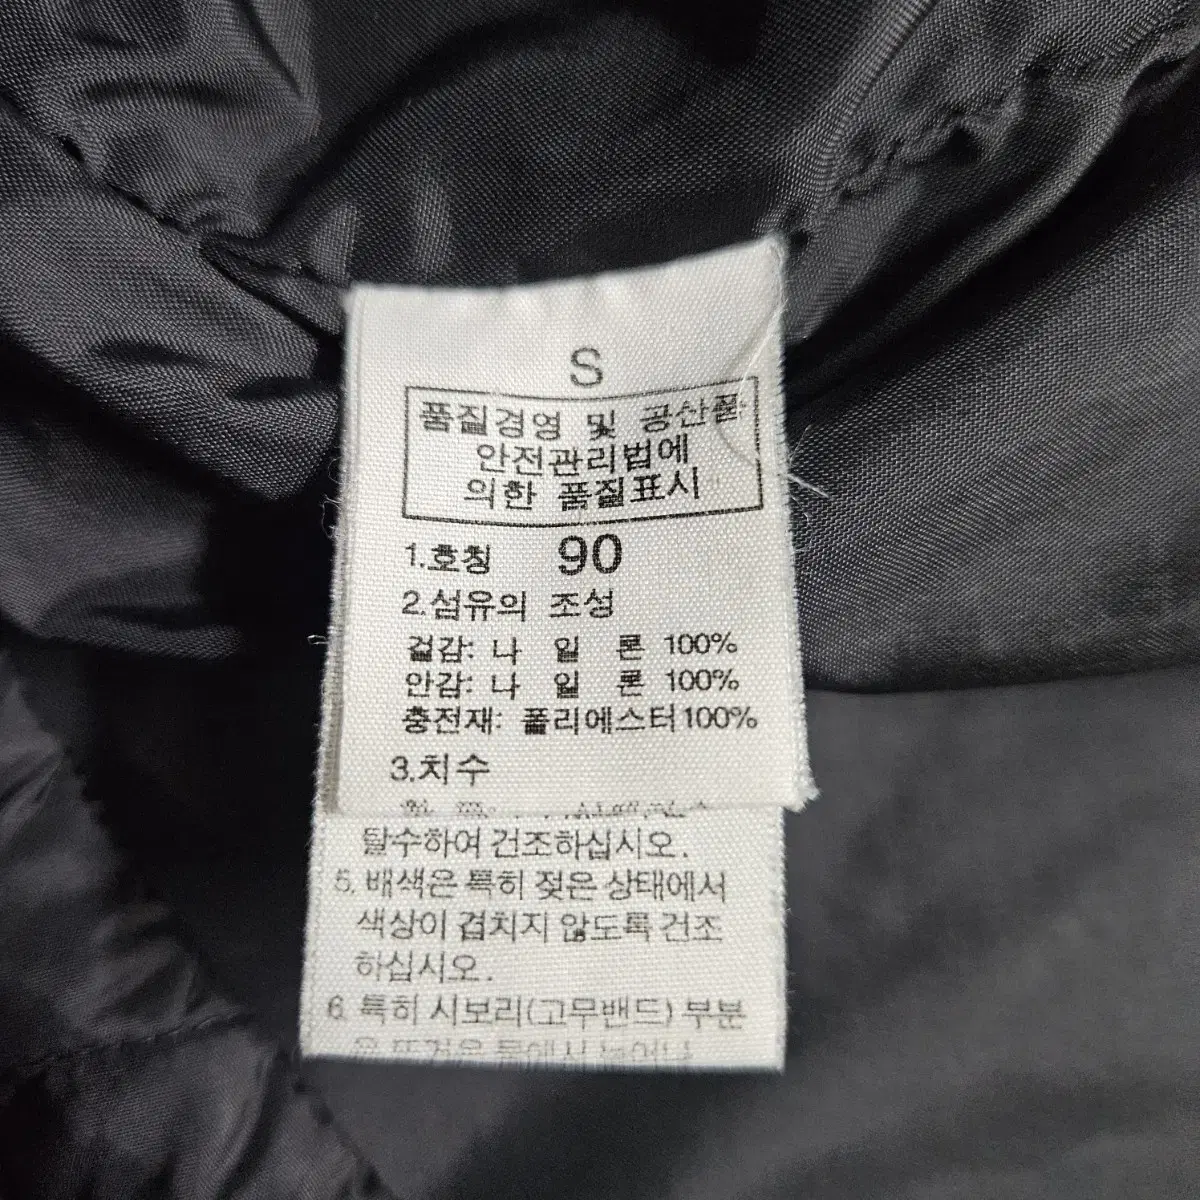 S
품질경영 및 공산품
안전관리법에
의한 품질표시
1.호칭 90
2.섬유의 조성
겉감: 나 일 론 100%
안감: 나 일 론 100%
충전재: 폴리에스터100%
3.치수
탈수하여 건조하십시오.
5. 배색은 특히 젖은 상태에서
색상이 겹치지 않도록 건조
하십시오.
6. 특히 시보리(고무밴드) 부분